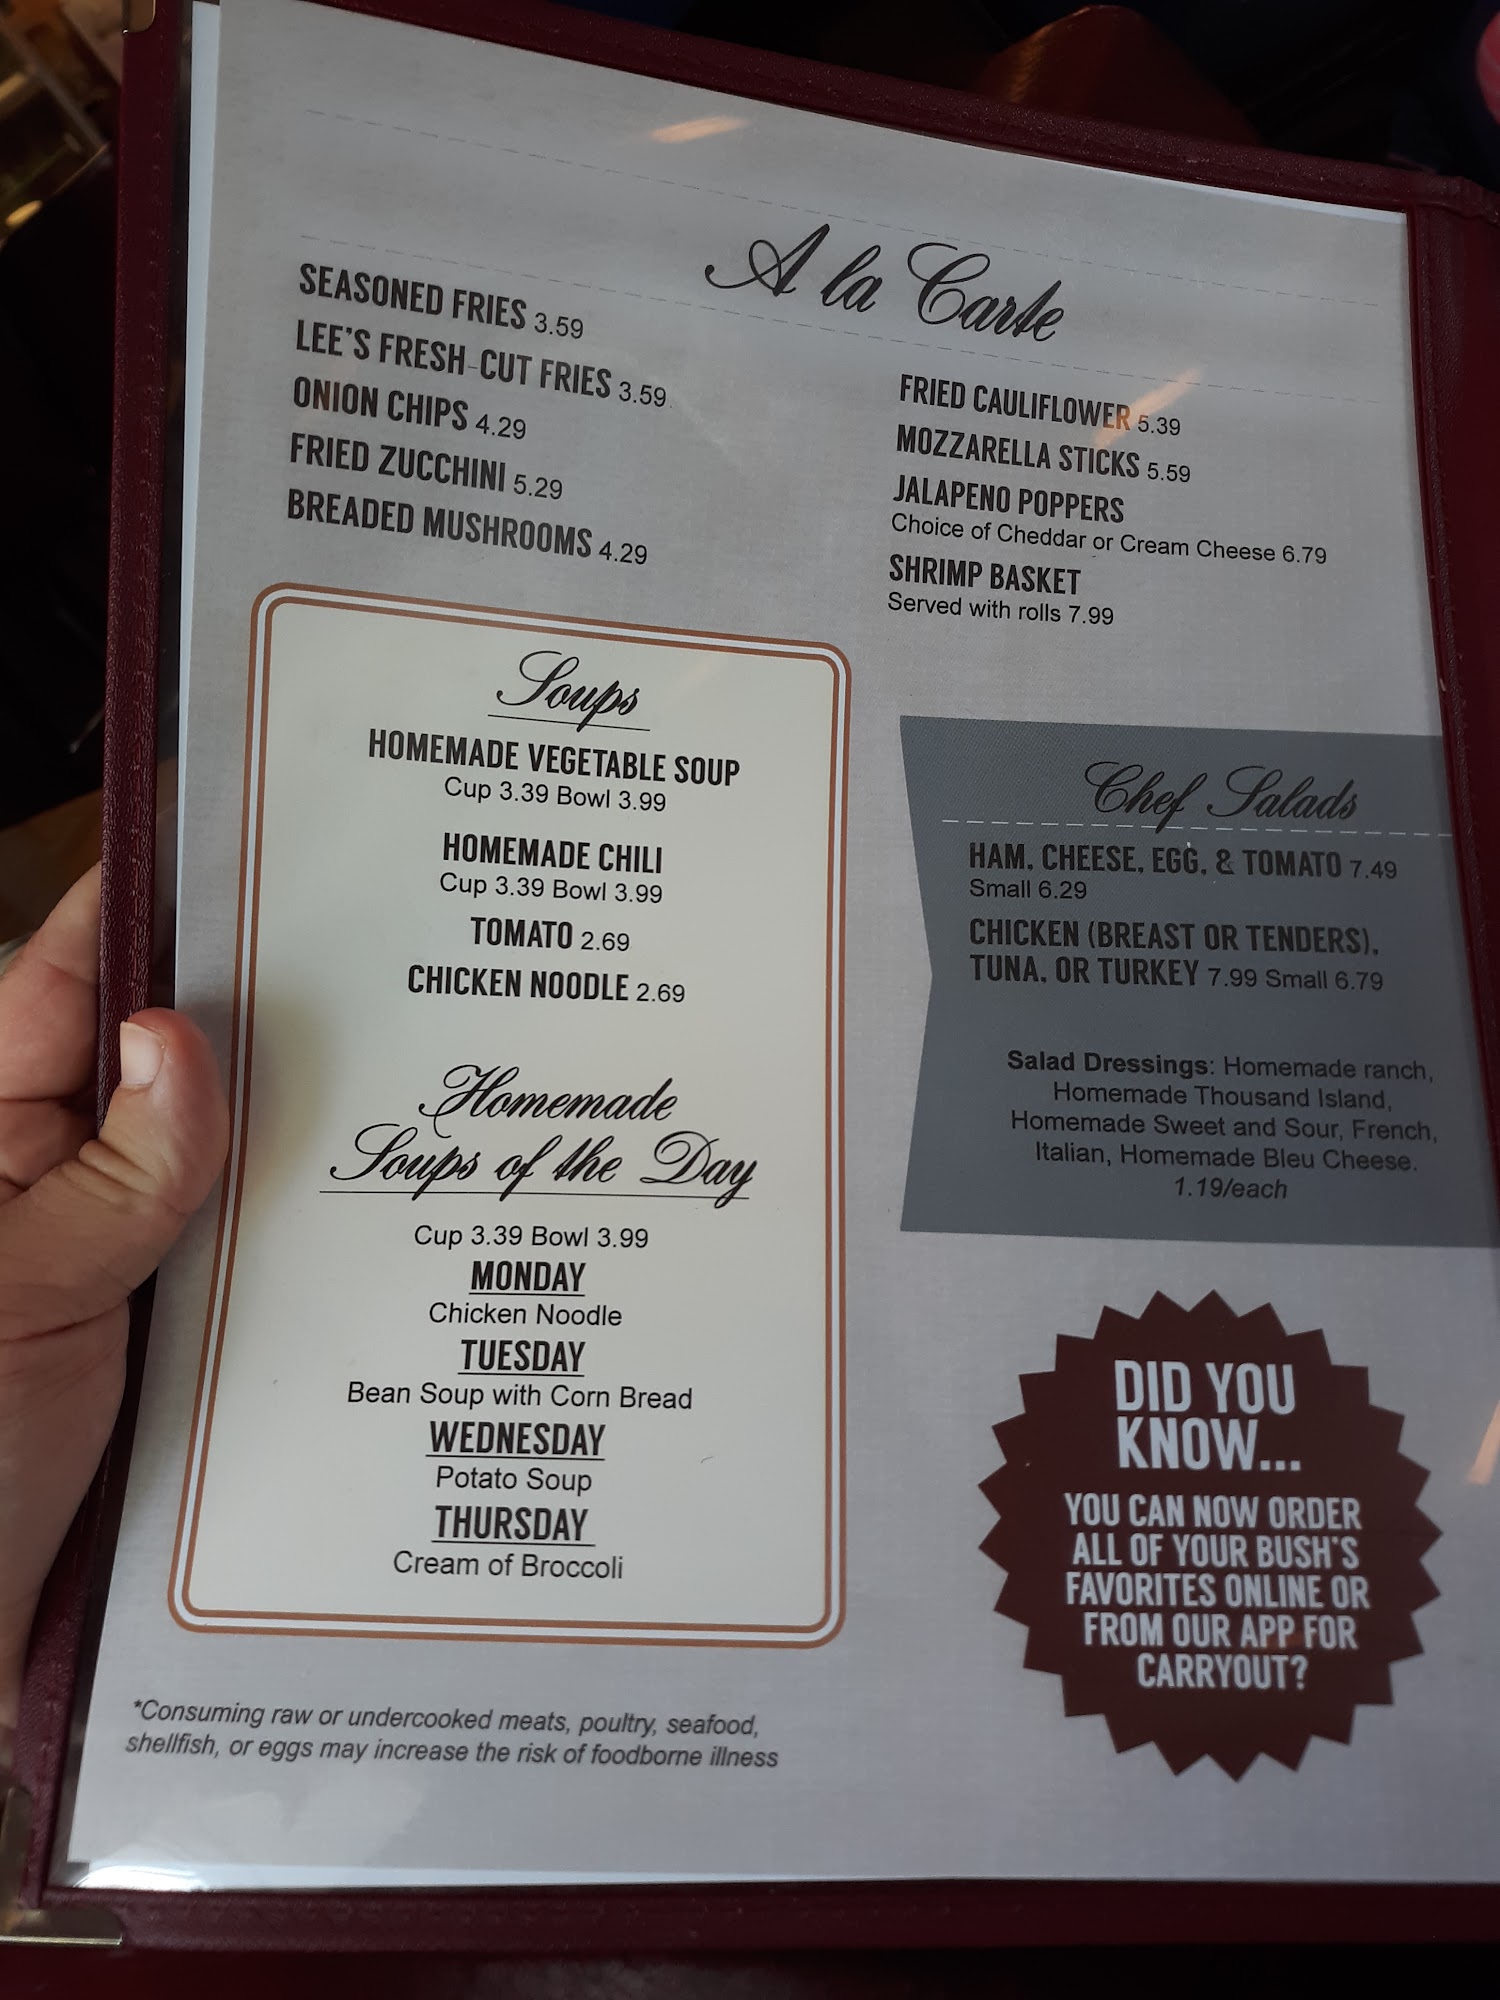 A la Carte
SEASONED FRIES 3.59
LEE'S FRESH-CUT FRIES 3.59
ONION CHIPS 4.29
FRIED ZUCCHINI 5.29
BREADED MUSHROOMS 4.29
FRIED CAULIFLOWER 5.39
MOZZARELLA STICKS 5.59
JALAPENO POPPERS
Choice of Cheddar or Cream Cheese 6.79
SHRIMP BASKET
Served with rolls 7.99
Soups
HOMEMADE VEGETABLE SOUP
Cup 3.39 Bowl 3.99
HOMEMADE CHILI
Cup 3.39 Bowl 3.99
TOMATO 2.69
CHICKEN NOODLE 2.69
Homemade
Soups of the Day
Cup 3.39 Bowl 3.99
MONDAY
Chicken Noodle
TUESDAY
Bean Soup with Corn Bread
WEDNESDAY
Potato Soup
THURSDAY
Cream of Broccoli
Chef Salads
HAM, CHEESE, EGG, & TOMATO 7.49
Small 6.29
CHICKEN (BREAST OR TENDERS),
TUNA, OR TURKEY 7.99 Small 6.79
Salad Dressings: Homemade ranch,
Homemade Thousand Island,
Homemade Sweet and Sour, French,
Italian, Homemade Bleu Cheese.
1.19/each
DID YOU
KNOW...
YOU CAN NOW ORDER
ALL OF YOUR BUSH'S
FAVORITES ONLINE OR
FROM OUR APP FOR
CARRYOUT?
*Consuming raw or undercooked meats, poultry, seafood,
shellfish, or eggs may increase the risk of foodborne illness